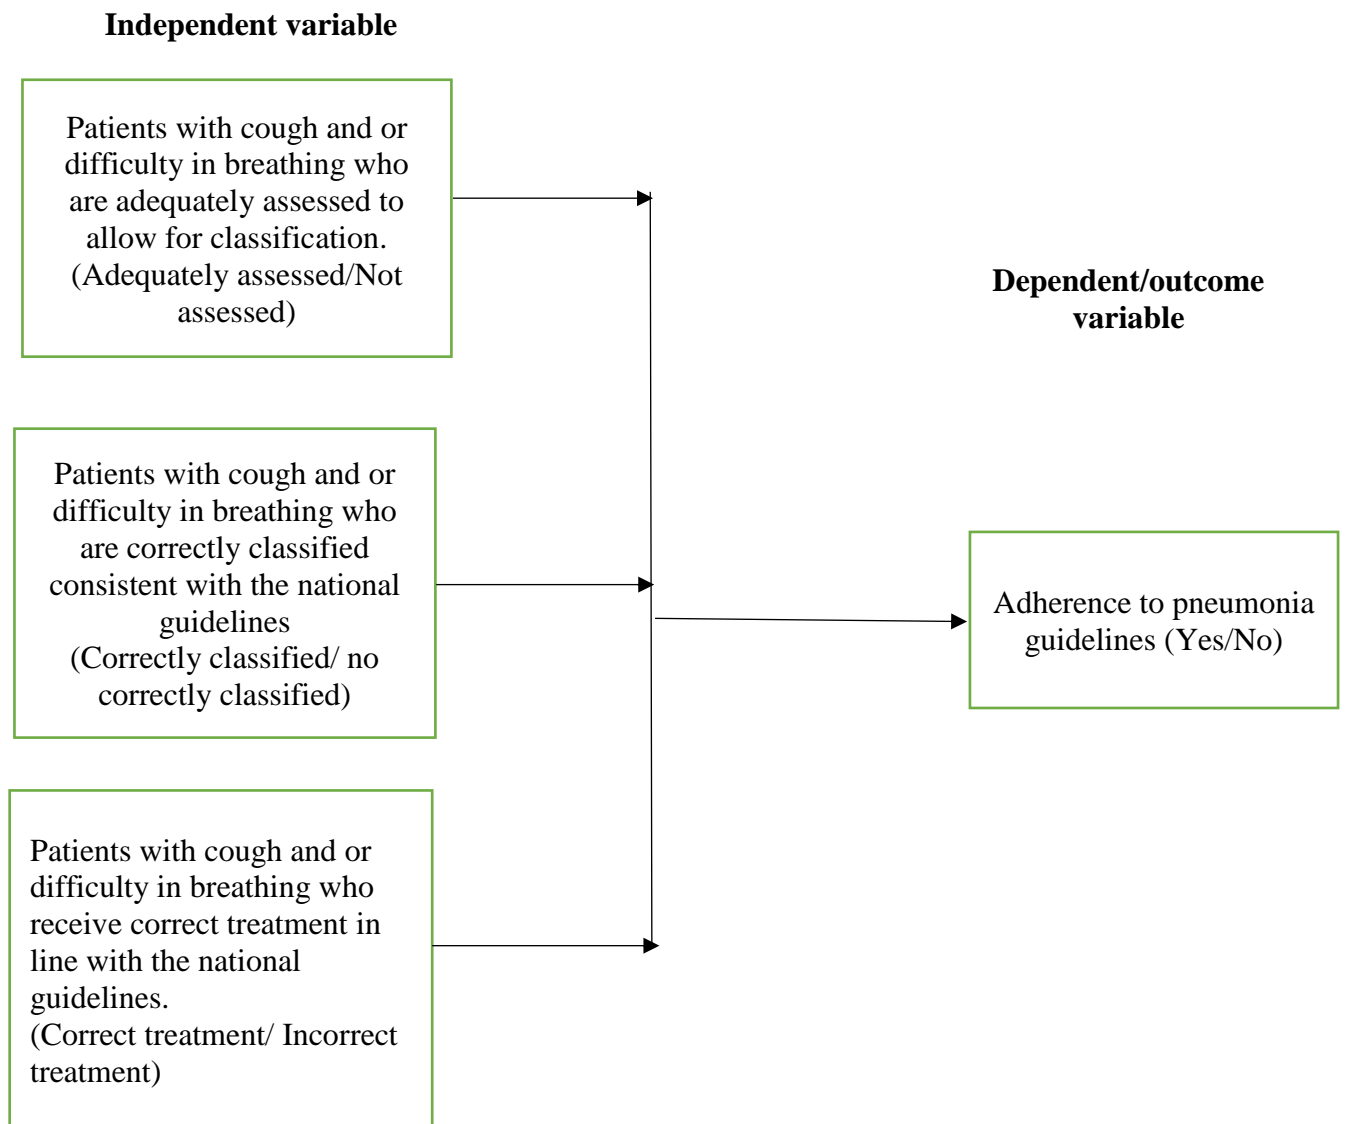 Independent variable
Patients with cough and or
difficulty in breathing who
are adequately assessed to
allow for classification.
(Adequately assessed/Not
assessed)
Dependent/outcome
variable
Patients with cough and or
difficulty in breathing who
are correctly classified
consistent with the national
guidelines
(Correctly classified/ no
correctly classified)
Adherence to pneumonia
guidelines (Yes/No)
Patients with cough and or
difficulty in breathing who
receive correct treatment in
line with the national
guidelines.
(Correct treatment/ Incorrect
treatment)